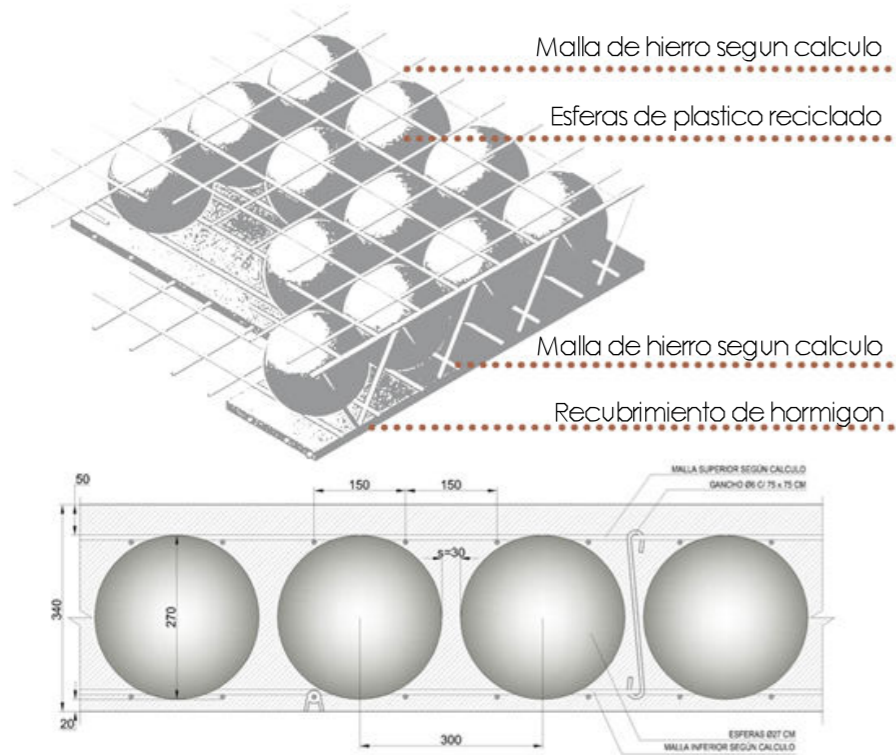 Malla de hierro segun calculo
Esferas de plastico reciclado
Malla de hierro segun calculo
Recubrimiento de hormigon
MALLA SUPERIOR SEGÚN CALCULO
50
GANCHO Ø6 C/ 75 x 75 CM
150
150
s=30
340
270
20
300
ESFERAS Ø27 CM
MALLA INFERIOR SEGÚN CALCULO